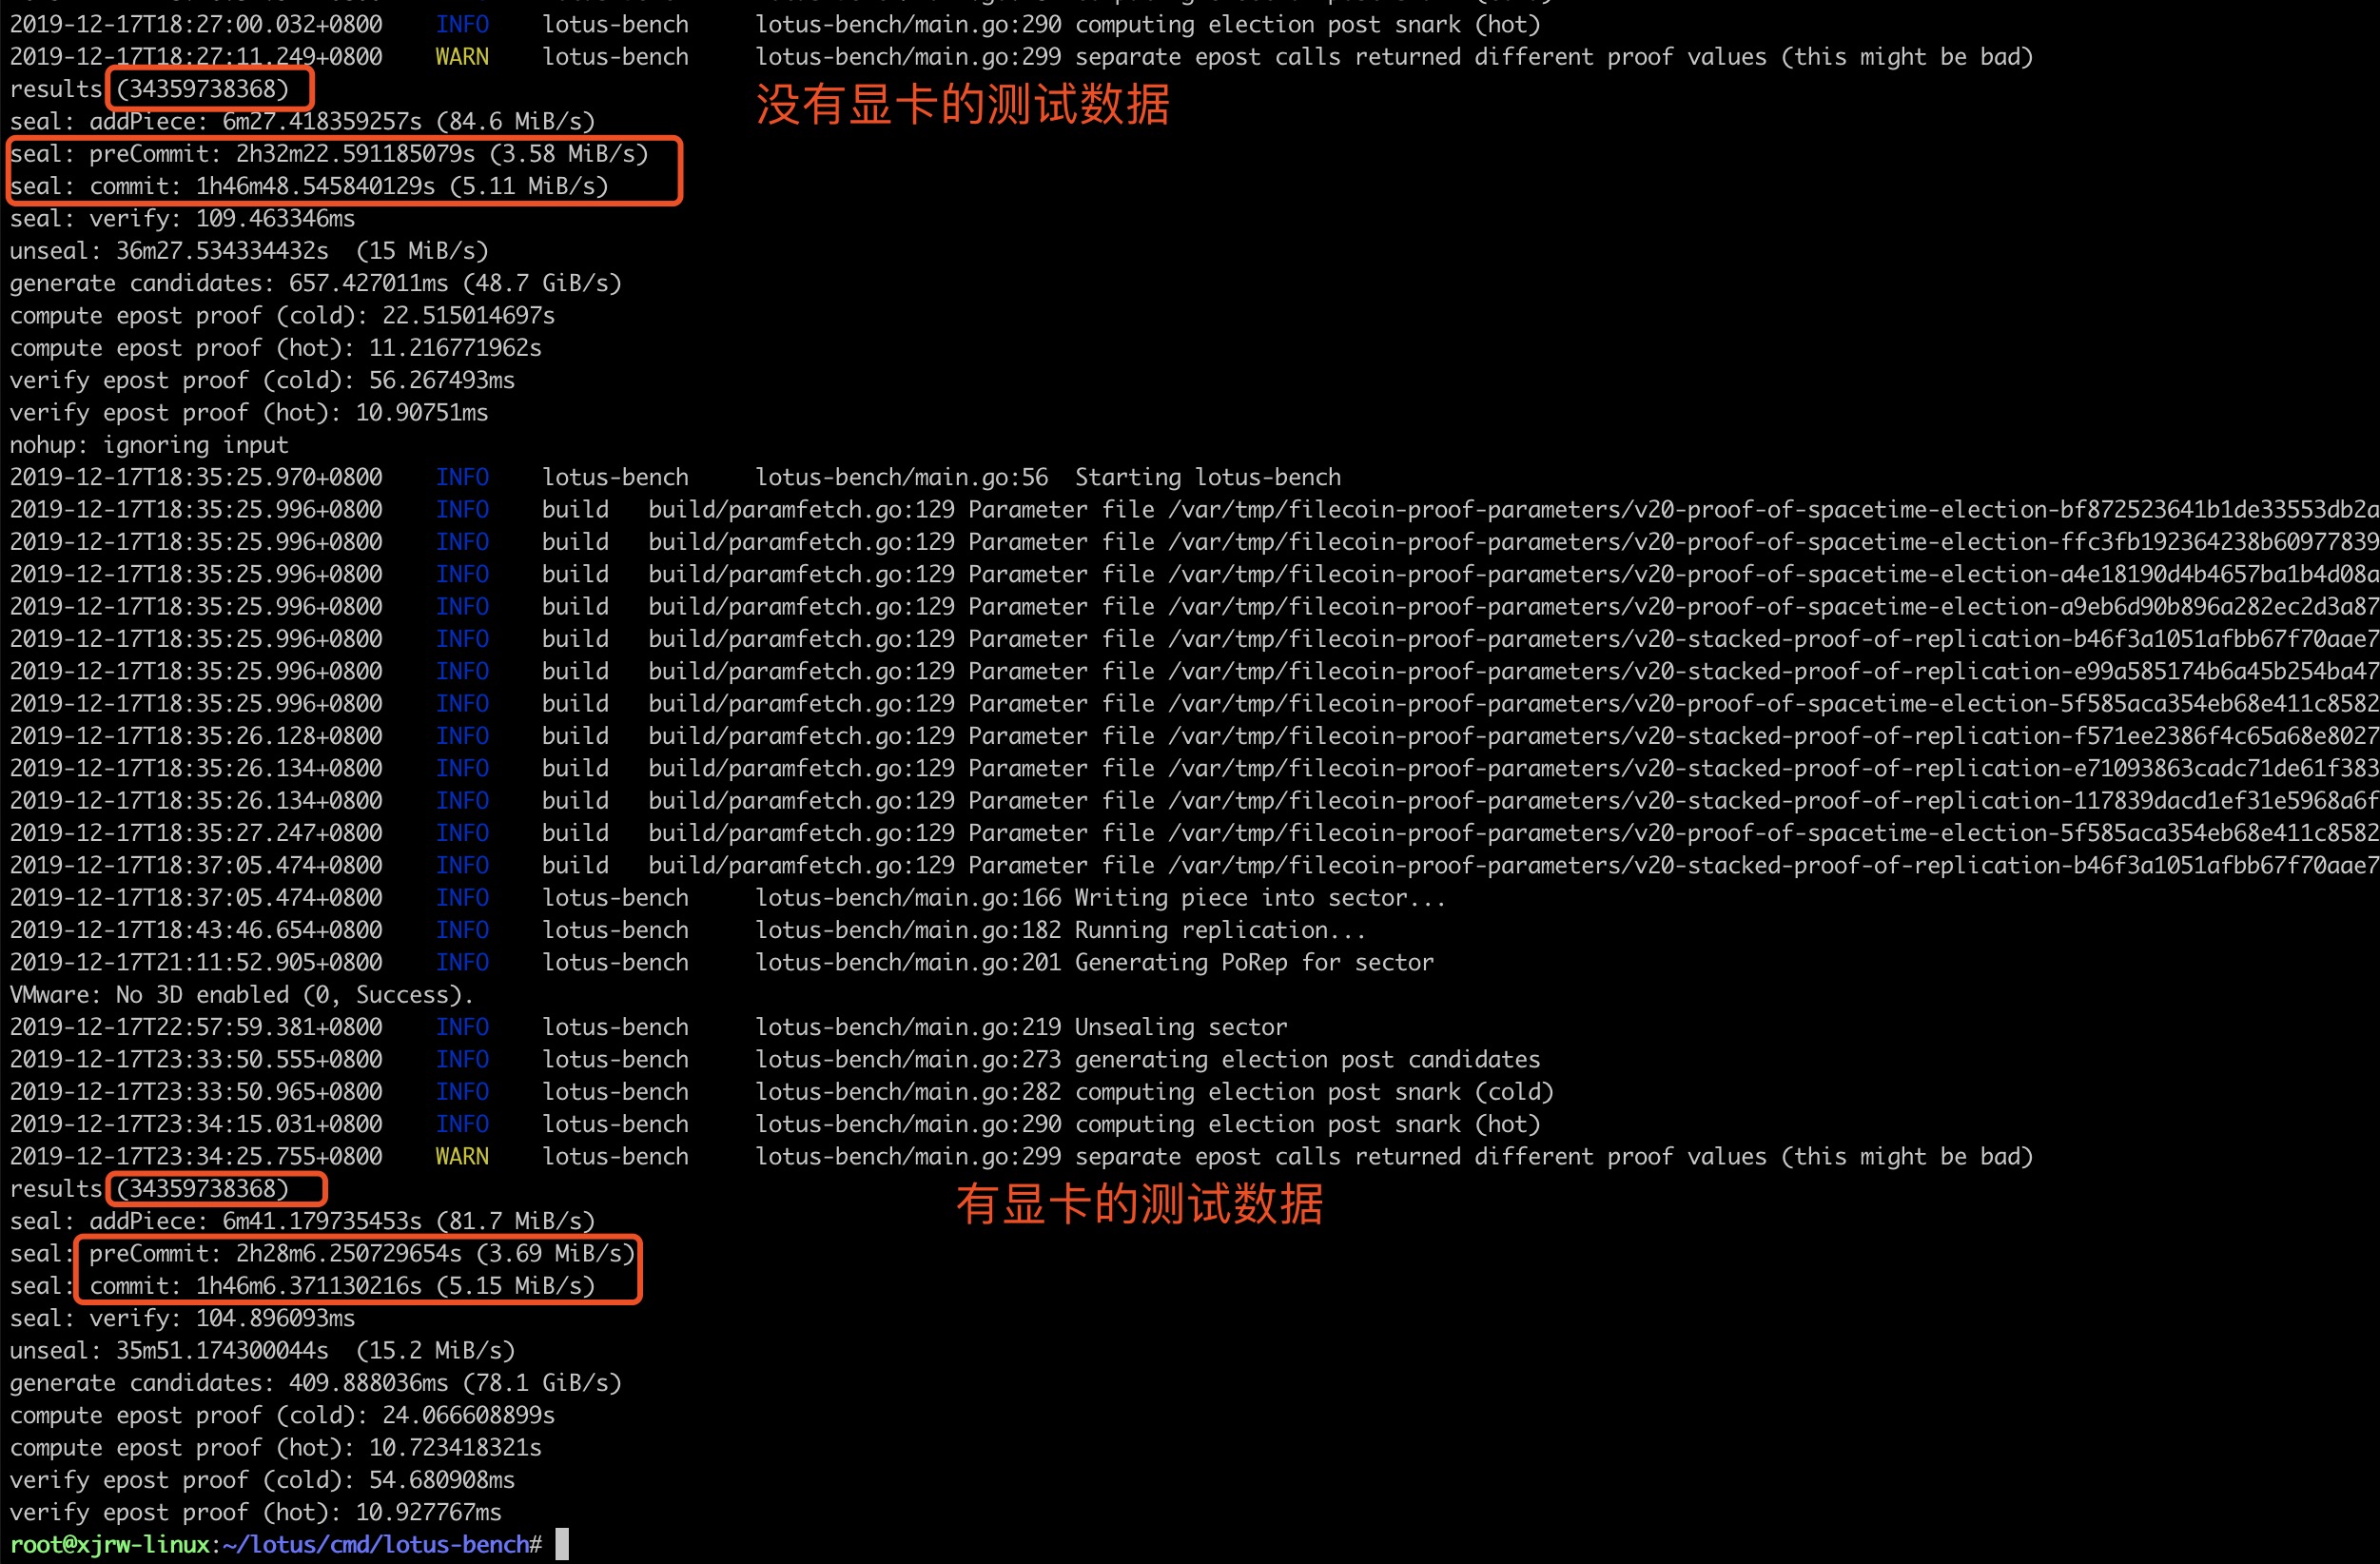 2019-12-17T18:27:00.032+0800 INFO lotus-bench lotus-bench/main.go:290 computing election post snark (hot)
2019-12-17T18:27:11.249+0800 WARN lotus-bench lotus-bench/main.go:299 separate epost calls returned different proof values (this might be bad)
results (34359738368)
没有显卡的测试数据
seal: addPiece: 6m27.418359257s (84.6 MiB/s)
seal: preCommit: 2h32m22.591185079s (3.58 MiB/s)
seal: commit: 1h46m48.545840129s (5.11 MiB/s)
seal: verify: 109.463346ms
unseal: 36m27.534334432s (15 MiB/s)
generate candidates: 657.427011ms (48.7 GiB/s)
compute epost proof (cold): 22.515014697s
compute epost proof (hot): 11.216771962s
verify epost proof (cold): 56.267493ms
verify epost proof (hot): 10.90751ms
nohup: ignoring input
2019-12-17T18:35:25.970+0800 INFO lotus-bench lotus-bench/main.go:56 Starting lotus-bench
2019-12-17T18:35:25.996+0800 INFO build build/paramfetch.go:129 Parameter file /var/tmp/filecoin-proof-parameters/v20-proof-of-spacetime-election-bf872523641b1de33553db2a
2019-12-17T18:35:25.996+0800 INFO build build/paramfetch.go:129 Parameter file /var/tmp/filecoin-proof-parameters/v20-proof-of-spacetime-election-ffc3fb192364238b60977839
2019-12-17T18:35:25.996+0800 INFO build build/paramfetch.go:129 Parameter file /var/tmp/filecoin-proof-parameters/v20-proof-of-spacetime-election-a4e18190d4b4657ba1b4d08a
2019-12-17T18:35:25.996+0800 INFO build build/paramfetch.go:129 Parameter file /var/tmp/filecoin-proof-parameters/v20-proof-of-spacetime-election-a9eb6d90b896a282ec2d3a87
2019-12-17T18:35:25.996+0800 INFO build build/paramfetch.go:129 Parameter file /var/tmp/filecoin-proof-parameters/v20-stacked-proof-of-replication-b46f3a1051afbb67f70aae7
2019-12-17T18:35:25.996+0800 INFO build build/paramfetch.go:129 Parameter file /var/tmp/filecoin-proof-parameters/v20-stacked-proof-of-replication-e99a585174b6a45b254ba47
2019-12-17T18:35:25.996+0800 INFO build build/paramfetch.go:129 Parameter file /var/tmp/filecoin-proof-parameters/v20-proof-of-spacetime-election-5f585aca354eb68e411c8582
2019-12-17T18:35:26.128+0800 INFO build build/paramfetch.go:129 Parameter file /var/tmp/filecoin-proof-parameters/v20-stacked-proof-of-replication-f571ee2386f4c65a68e8027
2019-12-17T18:35:26.134+0800 INFO build build/paramfetch.go:129 Parameter file /var/tmp/filecoin-proof-parameters/v20-stacked-proof-of-replication-e71093863cadc71de61f383
2019-12-17T18:35:26.134+0800 INFO build build/paramfetch.go:129 Parameter file /var/tmp/filecoin-proof-parameters/v20-stacked-proof-of-replication-117839dacd1ef31e5968a6f
2019-12-17T18:35:27.247+0800 INFO build build/paramfetch.go:129 Parameter file /var/tmp/filecoin-proof-parameters/v20-proof-of-spacetime-election-5f585aca354eb68e411c8582
2019-12-17T18:37:05.474+0800 INFO build build/paramfetch.go:129 Parameter file /var/tmp/filecoin-proof-parameters/v20-stacked-proof-of-replication-b46f3a1051afbb67f70aae7
2019-12-17T18:37:05.474+0800 INFO lotus-bench lotus-bench/main.go:166 Writing piece into sector...
2019-12-17T18:43:46.654+0800 INFO lotus-bench lotus-bench/main.go:182 Running replication...
2019-12-17T21:11:52.905+0800 INFO lotus-bench lotus-bench/main.go:201 Generating PoRep for sector
VMware: No 3D enabled (0, Success).
2019-12-17T22:57:59.381+0800 INFO lotus-bench lotus-bench/main.go:219 Unsealing sector
2019-12-17T23:33:50.555+0800 INFO lotus-bench lotus-bench/main.go:273 generating election post candidates
2019-12-17T23:33:50.965+0800 INFO lotus-bench lotus-bench/main.go:282 computing election post snark (cold)
2019-12-17T23:34:15.031+0800 INFO lotus-bench lotus-bench/main.go:290 computing election post snark (hot)
2019-12-17T23:34:25.755+0800 WARN lotus-bench lotus-bench/main.go:299 separate epost calls returned different proof values (this might be bad)
results (34359738368)
有显卡的测试数据
seal: addPiece: 6m41.179735453s (81.7 MiB/s)
seal: preCommit: 2h28m6.250729654s (3.69 MiB/s)
seal: commit: 1h46m6.371130216s (5.15 MiB/s)
seal: verify: 104.896093ms
unseal: 35m51.174300044s (15.2 MiB/s)
generate candidates: 409.888036ms (78.1 GiB/s)
compute epost proof (cold): 24.066608899s
compute epost proof (hot): 10.723418321s
verify epost proof (cold): 54.680908ms
verify epost proof (hot): 10.927767ms
root@xjrw-linux:~/lotus/cmd/lotus-bench#